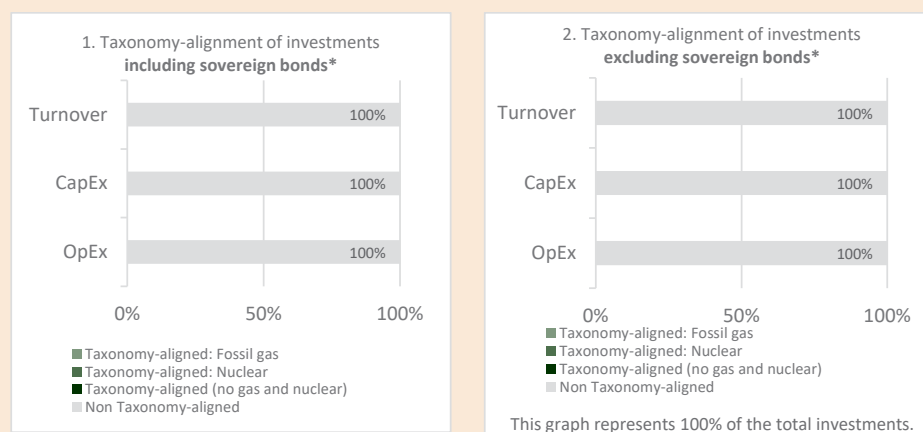 1. Taxonomy-alignment of investments
including sovereign bonds*
Turnover
100%
CapEx
100%
OpEx
100%
0%
50%
100%
Taxonomy-aligned: Fossil gas
Taxonomy-aligned: Nuclear
Taxonomy-aligned (no gas and nuclear)
Non Taxonomy-aligned
2. Taxonomy-alignment of investments
excluding sovereign bonds*
Turnover
100%
CapEx
100%
OpEx
100%
0%
50%
100%
Taxonomy-aligned: Fossil gas
Taxonomy-aligned: Nuclear
Taxonomy-aligned (no gas and nuclear)
Non Taxonomy-aligned
This graph represents 100% of the total investments.